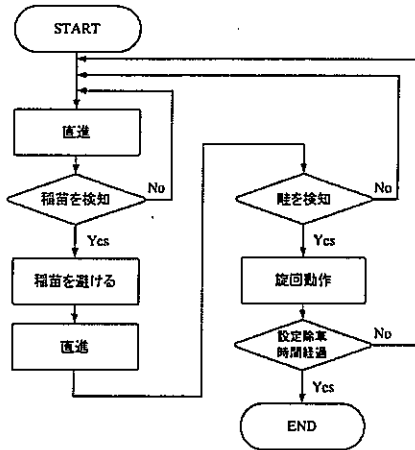 START
直進
稲苗を検知
No
Yes
稲苗を避ける
直進
畦を検知
No
Yes
旋回動作
設定除草
時間経過
No
Yes
END